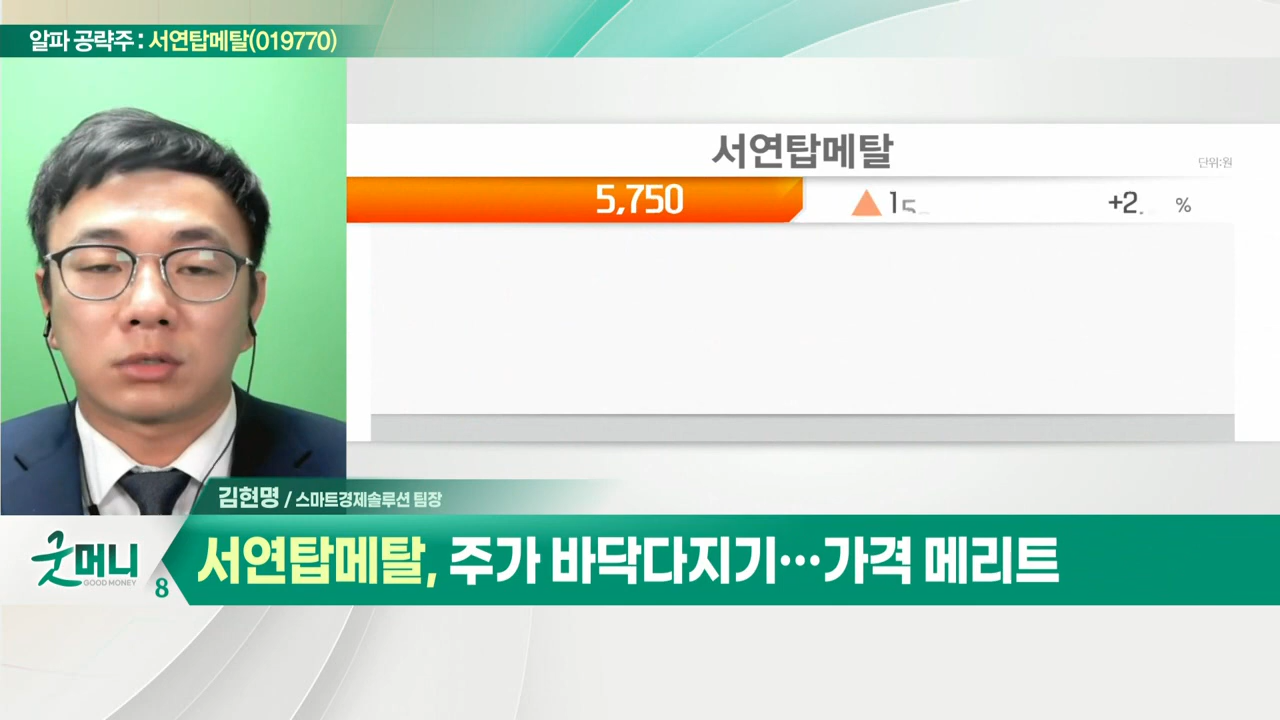 알파 공략주 : 서연탑메탈(019770)
서연탑메탈
단위:원
5,750
▲
%
김현명 / 스마트경제솔루션 팀장
굿머니
GOOD MONEY
8
서연탑메탈, 주가 바닥다지기…가격 메리트